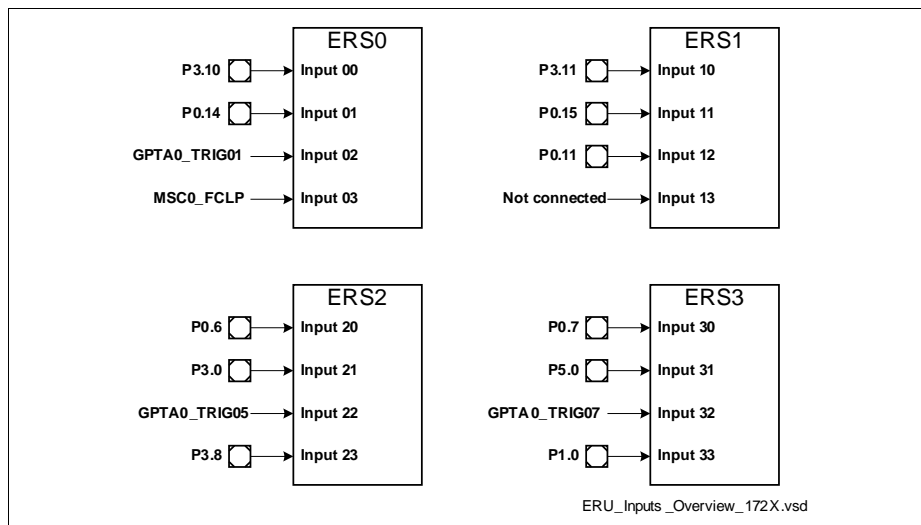 ERS0
P3.10 Input 00
P0.14 Input 01
GPTA0_TRIG01 Input 02
MSC0_FCLP Input 03
ERS1
P3.11 Input 10
P0.15 Input 11
P0.11 Input 12
Not connected Input 13
ERS2
P0.6 Input 20
P3.0 Input 21
GPTA0_TRIG05 Input 22
P3.8 Input 23
ERS3
P0.7 Input 30
P5.0 Input 31
GPTA0_TRIG07 Input 32
P1.0 Input 33
ERU_Inputs _Overview_172X.vsd